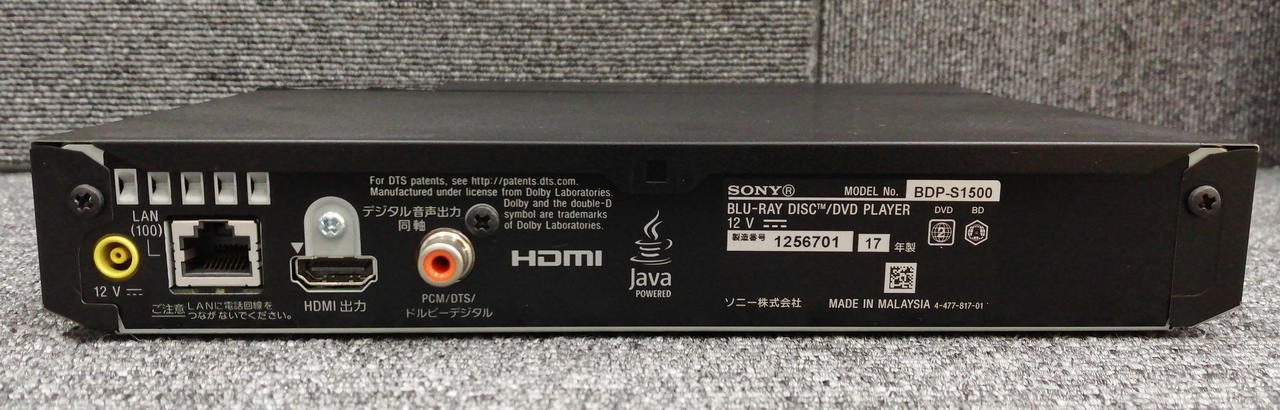 For DTS patents, see http://patents.dts.com.
Manufactured under license from Dolby Laboratories.
Dolby and the double-D
symbol are trademarks
of Dolby Laboratories.
LAN
(100)
12 V
ご注意 LANに電話回線を
つながないでください。
HDMI 出力
デジタル音声出力
同軸
PCM/DTS/
ドルビーデジタル
HDMI
Java
POWERED
SONY®
MODEL No. BDP-S1500
BLU-RAY DISC™/DVD PLAYER
DVD BD
12 V
2 A
製造番号 1256701 17 年製
ソニー株式会社 MADE IN MALAYSIA 4-477-817-01